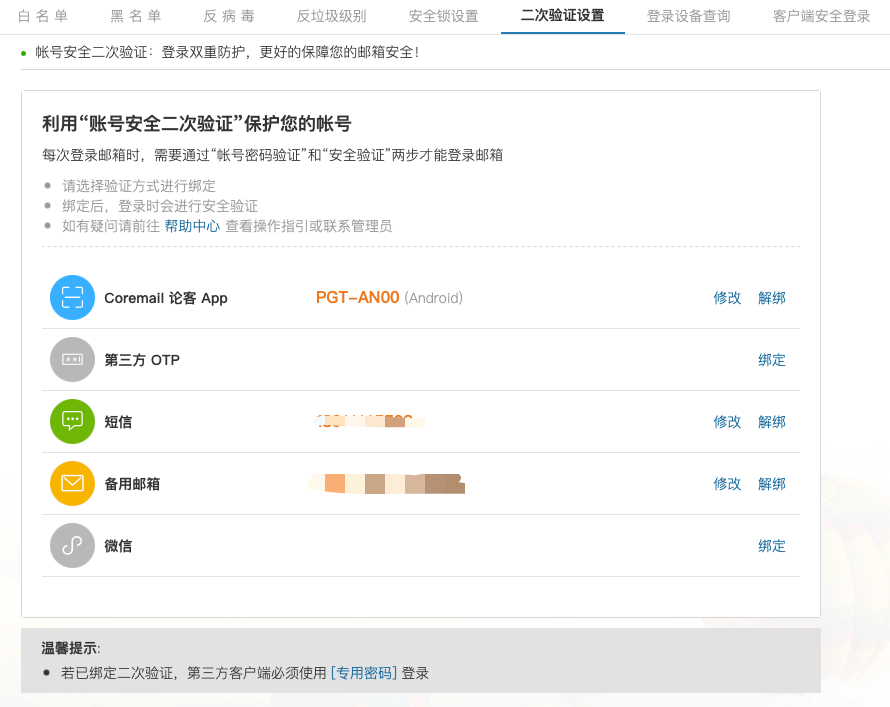 白 名 单 黑 名 单 反 病 毒 反垃圾级别 安全锁设置 二次验证设置 登录设备查询 客户端安全登录
帐号安全二次验证：登录双重防护，更好的保障您的邮箱安全！
利用“账号安全二次验证”保护您的帐号
每次登录邮箱时，需要通过“帐号密码验证”和“安全验证”两步才能登录邮箱
请选择验证方式进行绑定
绑定后，登录时会进行安全验证
如有疑问请前往 帮助中心 查看操作指引或联系管理员
Coremail 论客 App PGT-AN00 (Android) 修改 解绑
第三方 OTP 绑定
短信 修改 解绑
备用邮箱 修改 解绑
微信 绑定
温馨提示:
若已绑定二次验证，第三方客户端必须使用 [专用密码] 登录